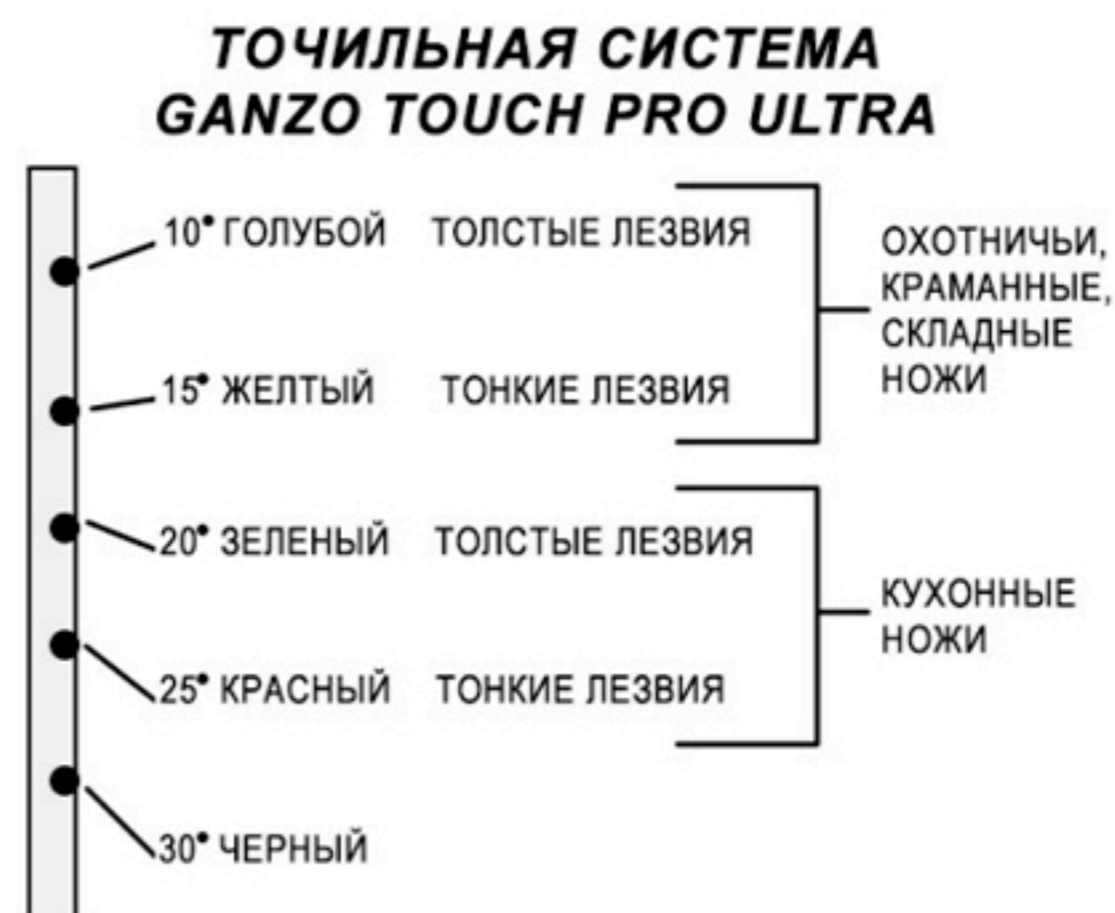 ТОЧИЛЬНАЯ СИСТЕМА
GANZO TOUCH PRO ULTRA
10° ГОЛУБОЙ ТОЛСТЫЕ ЛЕЗВИЯ
15° ЖЕЛТЫЙ ТОНКИЕ ЛЕЗВИЯ
ОХОТНИЧЬИ,
КРАМАННЫЕ,
СКЛАДНЫЕ
НОЖИ
20° ЗЕЛЕНЫЙ ТОЛСТЫЕ ЛЕЗВИЯ
25° КРАСНЫЙ ТОНКИЕ ЛЕЗВИЯ
КУХОННЫЕ
НОЖИ
30° ЧЕРНЫЙ